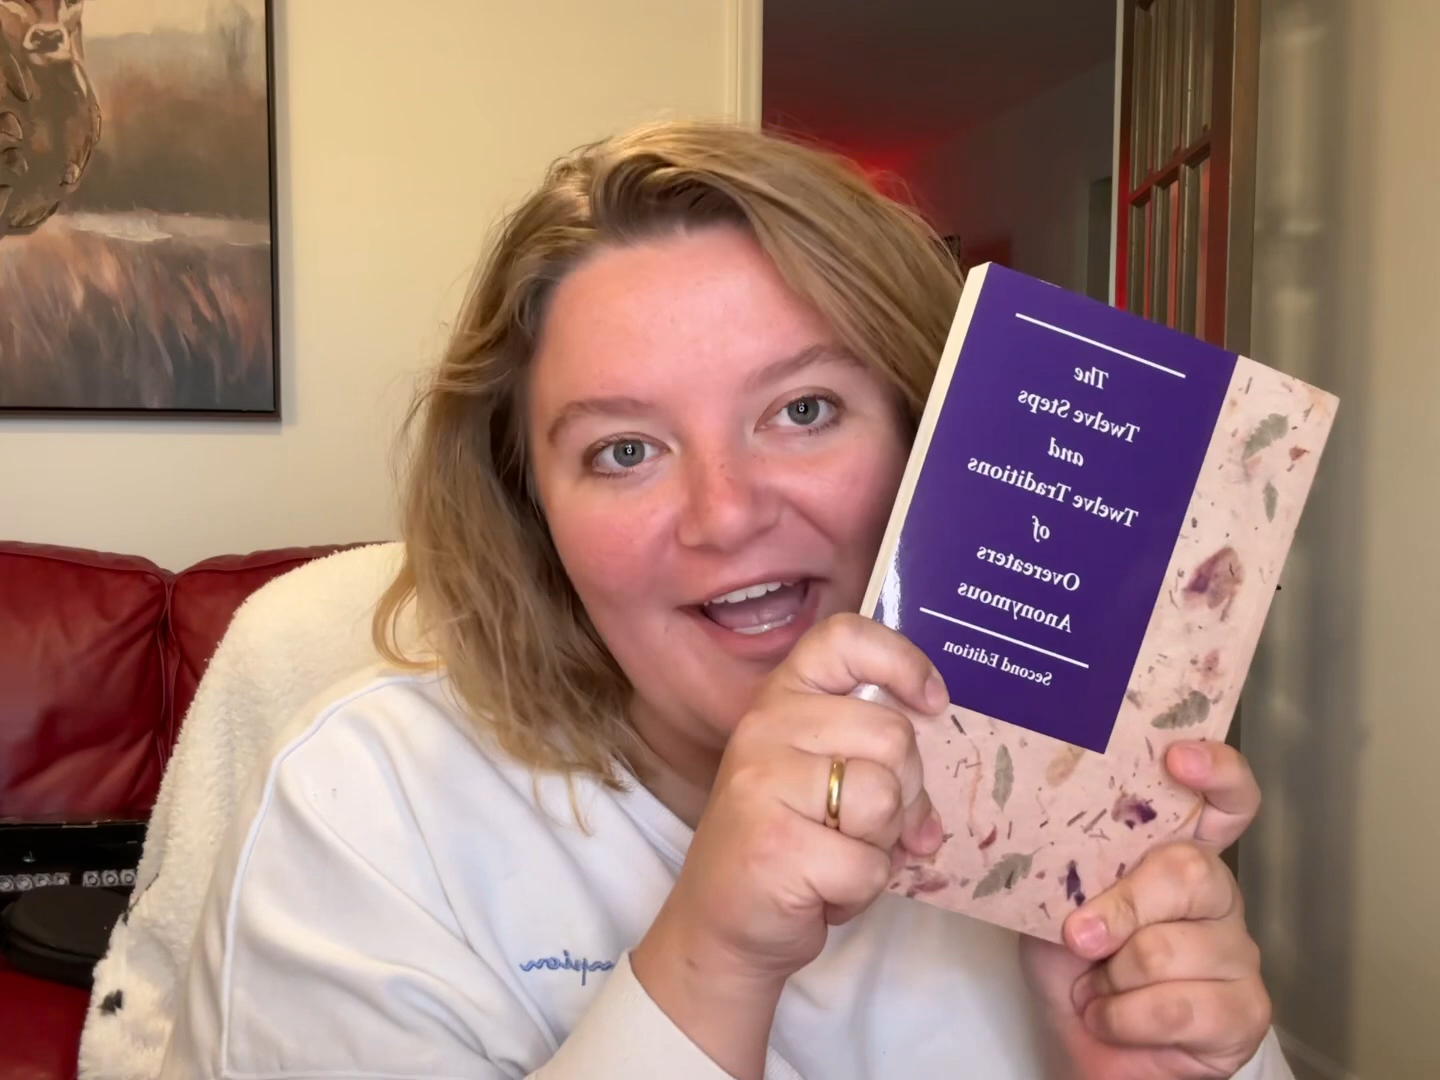 The
Twelve Steps
and
Twelve Traditions
of
Overeaters
Anonymous
Second Edition